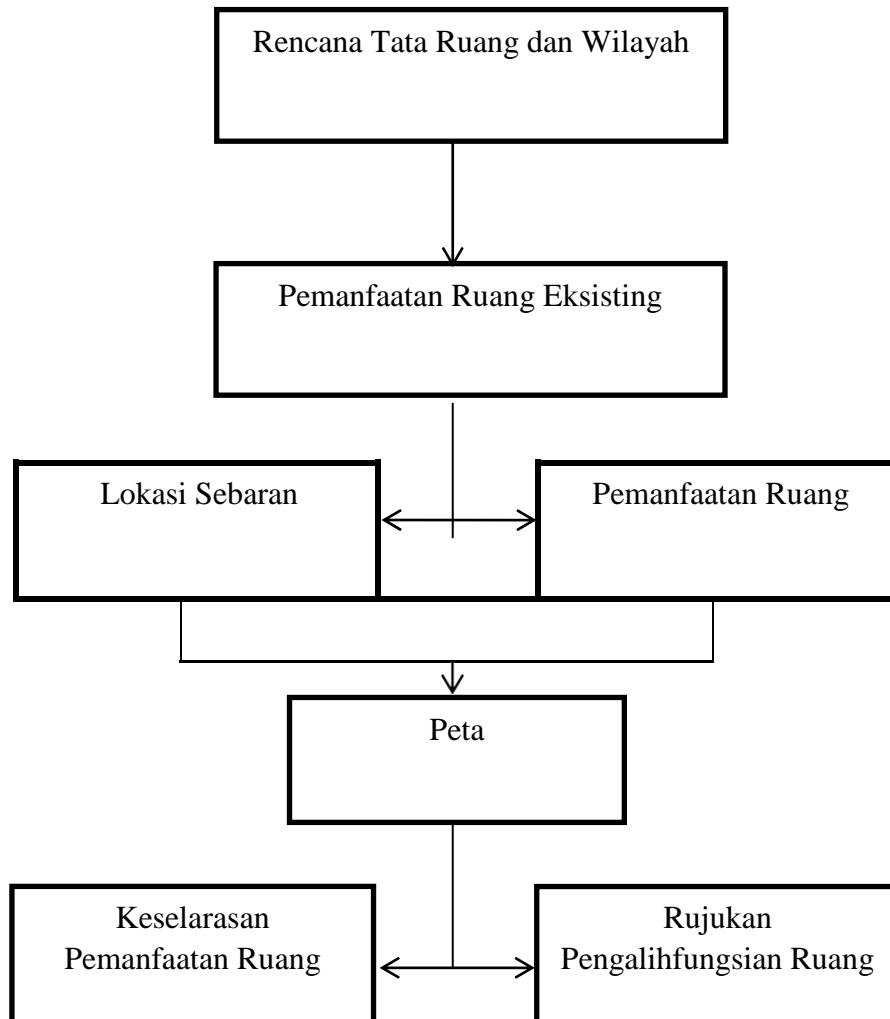 Rencana Tata Ruang dan Wilayah
Pemanfaatan Ruang Eksisting
Lokasi Sebaran
Pemanfaatan Ruang
Peta
Keselarasan
Pemanfaatan Ruang
Rujukan
Pengalihfungsian Ruang